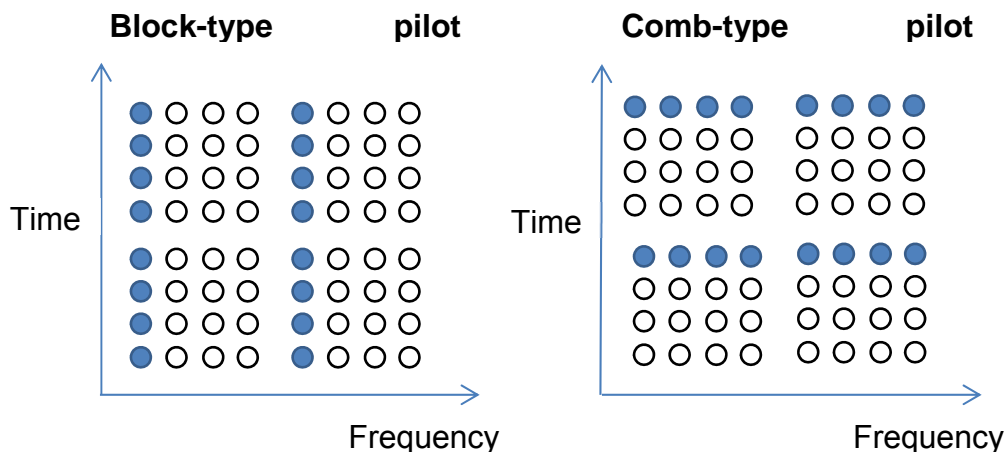 Block-type pilot
Comb-type pilot
Time
Time
Frequency
Frequency